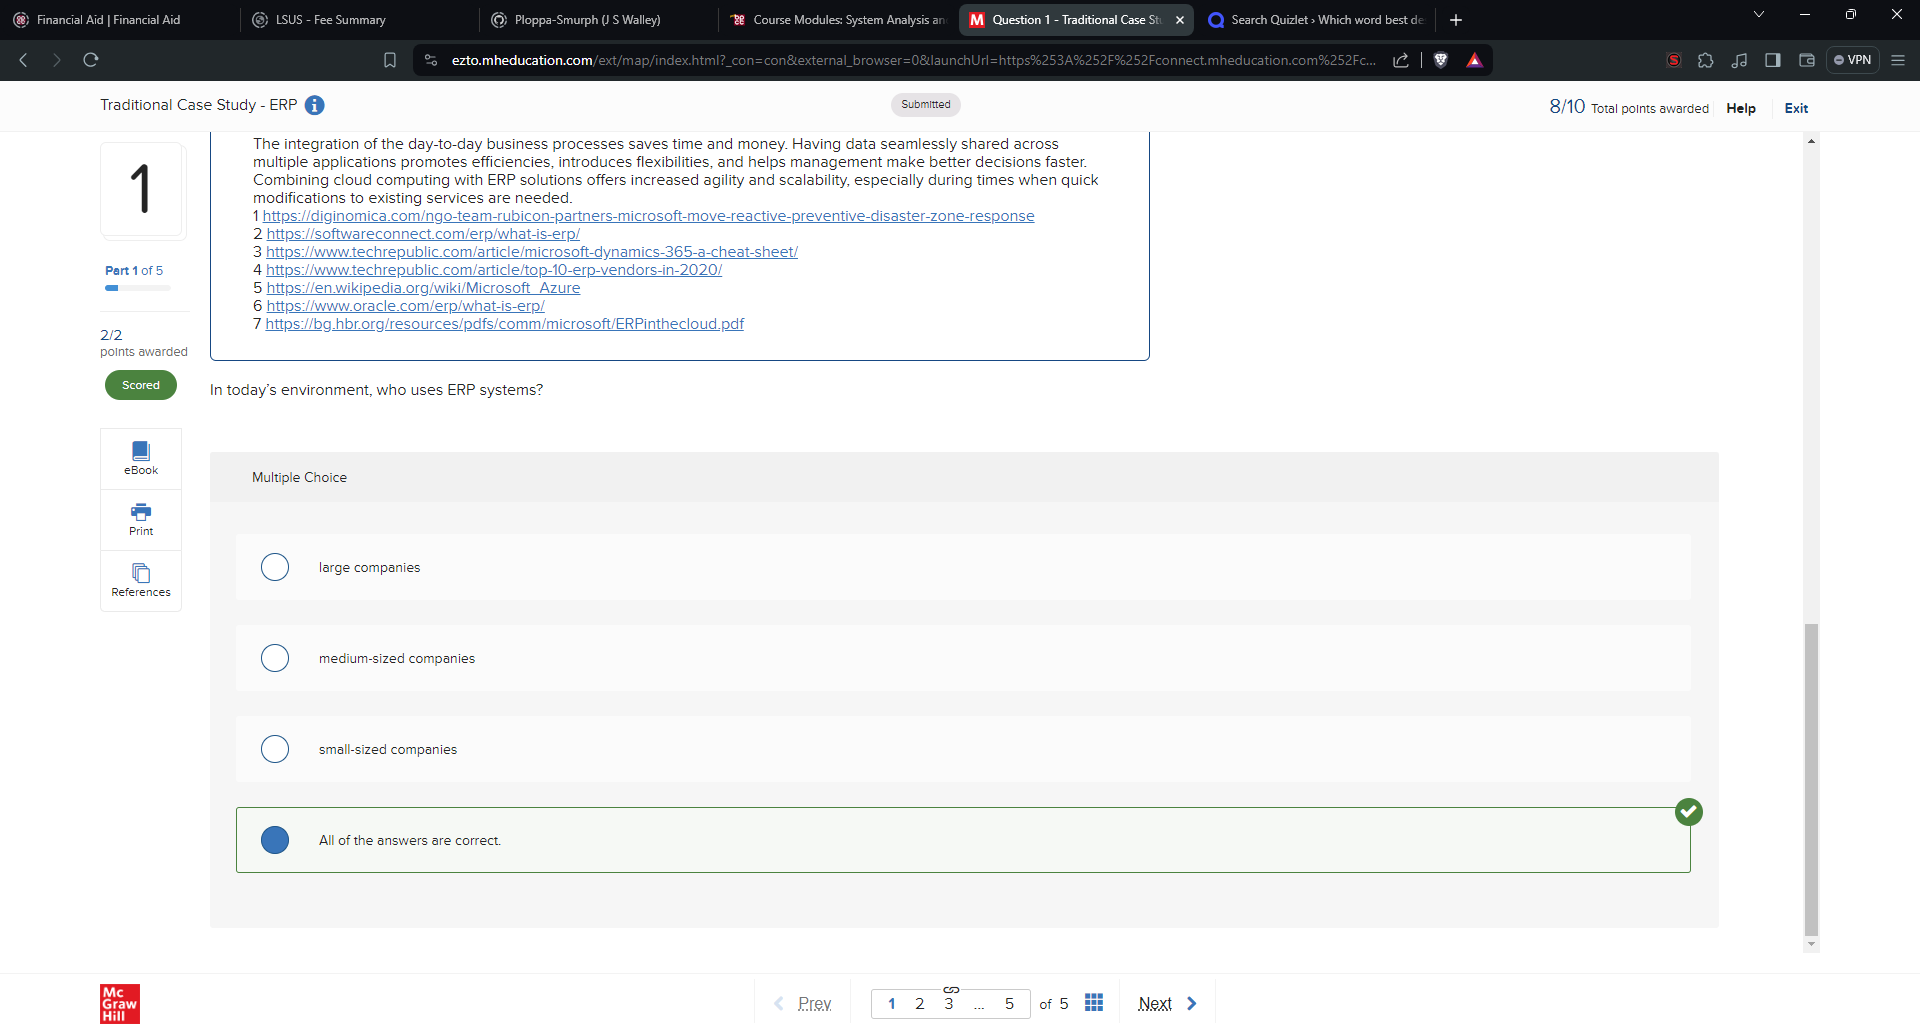 Financial Aid | Financial Aid
LSUS - Fee Summary
Ploppa-Smurph (J S Walley)
Course Modules: System Analysis an
Question 1 - Traditional Case St
Search Quizlet › Which word best de
ezto.mheducation.com/ext/map/index.html?_con=con&external_browser=0&launchUrl=https%253A%252F%252Fconnect.mheducation.com%252Fc...
VPN
Traditional Case Study - ERP
Submitted
8/10 Total points awarded
Help
Exit
1
Part 1 of 5
2/2
points awarded
Scored
eBook
Print
References
The integration of the day-to-day business processes saves time and money. Having data seamlessly shared across
multiple applications promotes efficiencies, introduces flexibilities, and helps management make better decisions faster.
Combining cloud computing with ERP solutions offers increased agility and scalability, especially during times when quick
modifications to existing services are needed.
1 https://diginomica.com/ngo-team-rubicon-partners-microsoft-move-reactive-preventive-disaster-zone-response
2 https://softwareconnect.com/erp/what-is-erp/
3 https://www.techrepublic.com/article/microsoft-dynamics-365-a-cheat-sheet/
4 https://www.techrepublic.com/article/top-10-erp-vendors-in-2020/
5 https://en.wikipedia.org/wiki/Microsoft_Azure
6 https://www.oracle.com/erp/what-is-erp/
7 https://bg.hbr.org/resources/pdfs/comm/microsoft/ERPinthecloud.pdf
In today's environment, who uses ERP systems?
Multiple Choice
large companies
medium-sized companies
small-sized companies
All of the answers are correct.
Mc
Graw
Hill
Prev
1 2 3 ... 5 of 5
Next